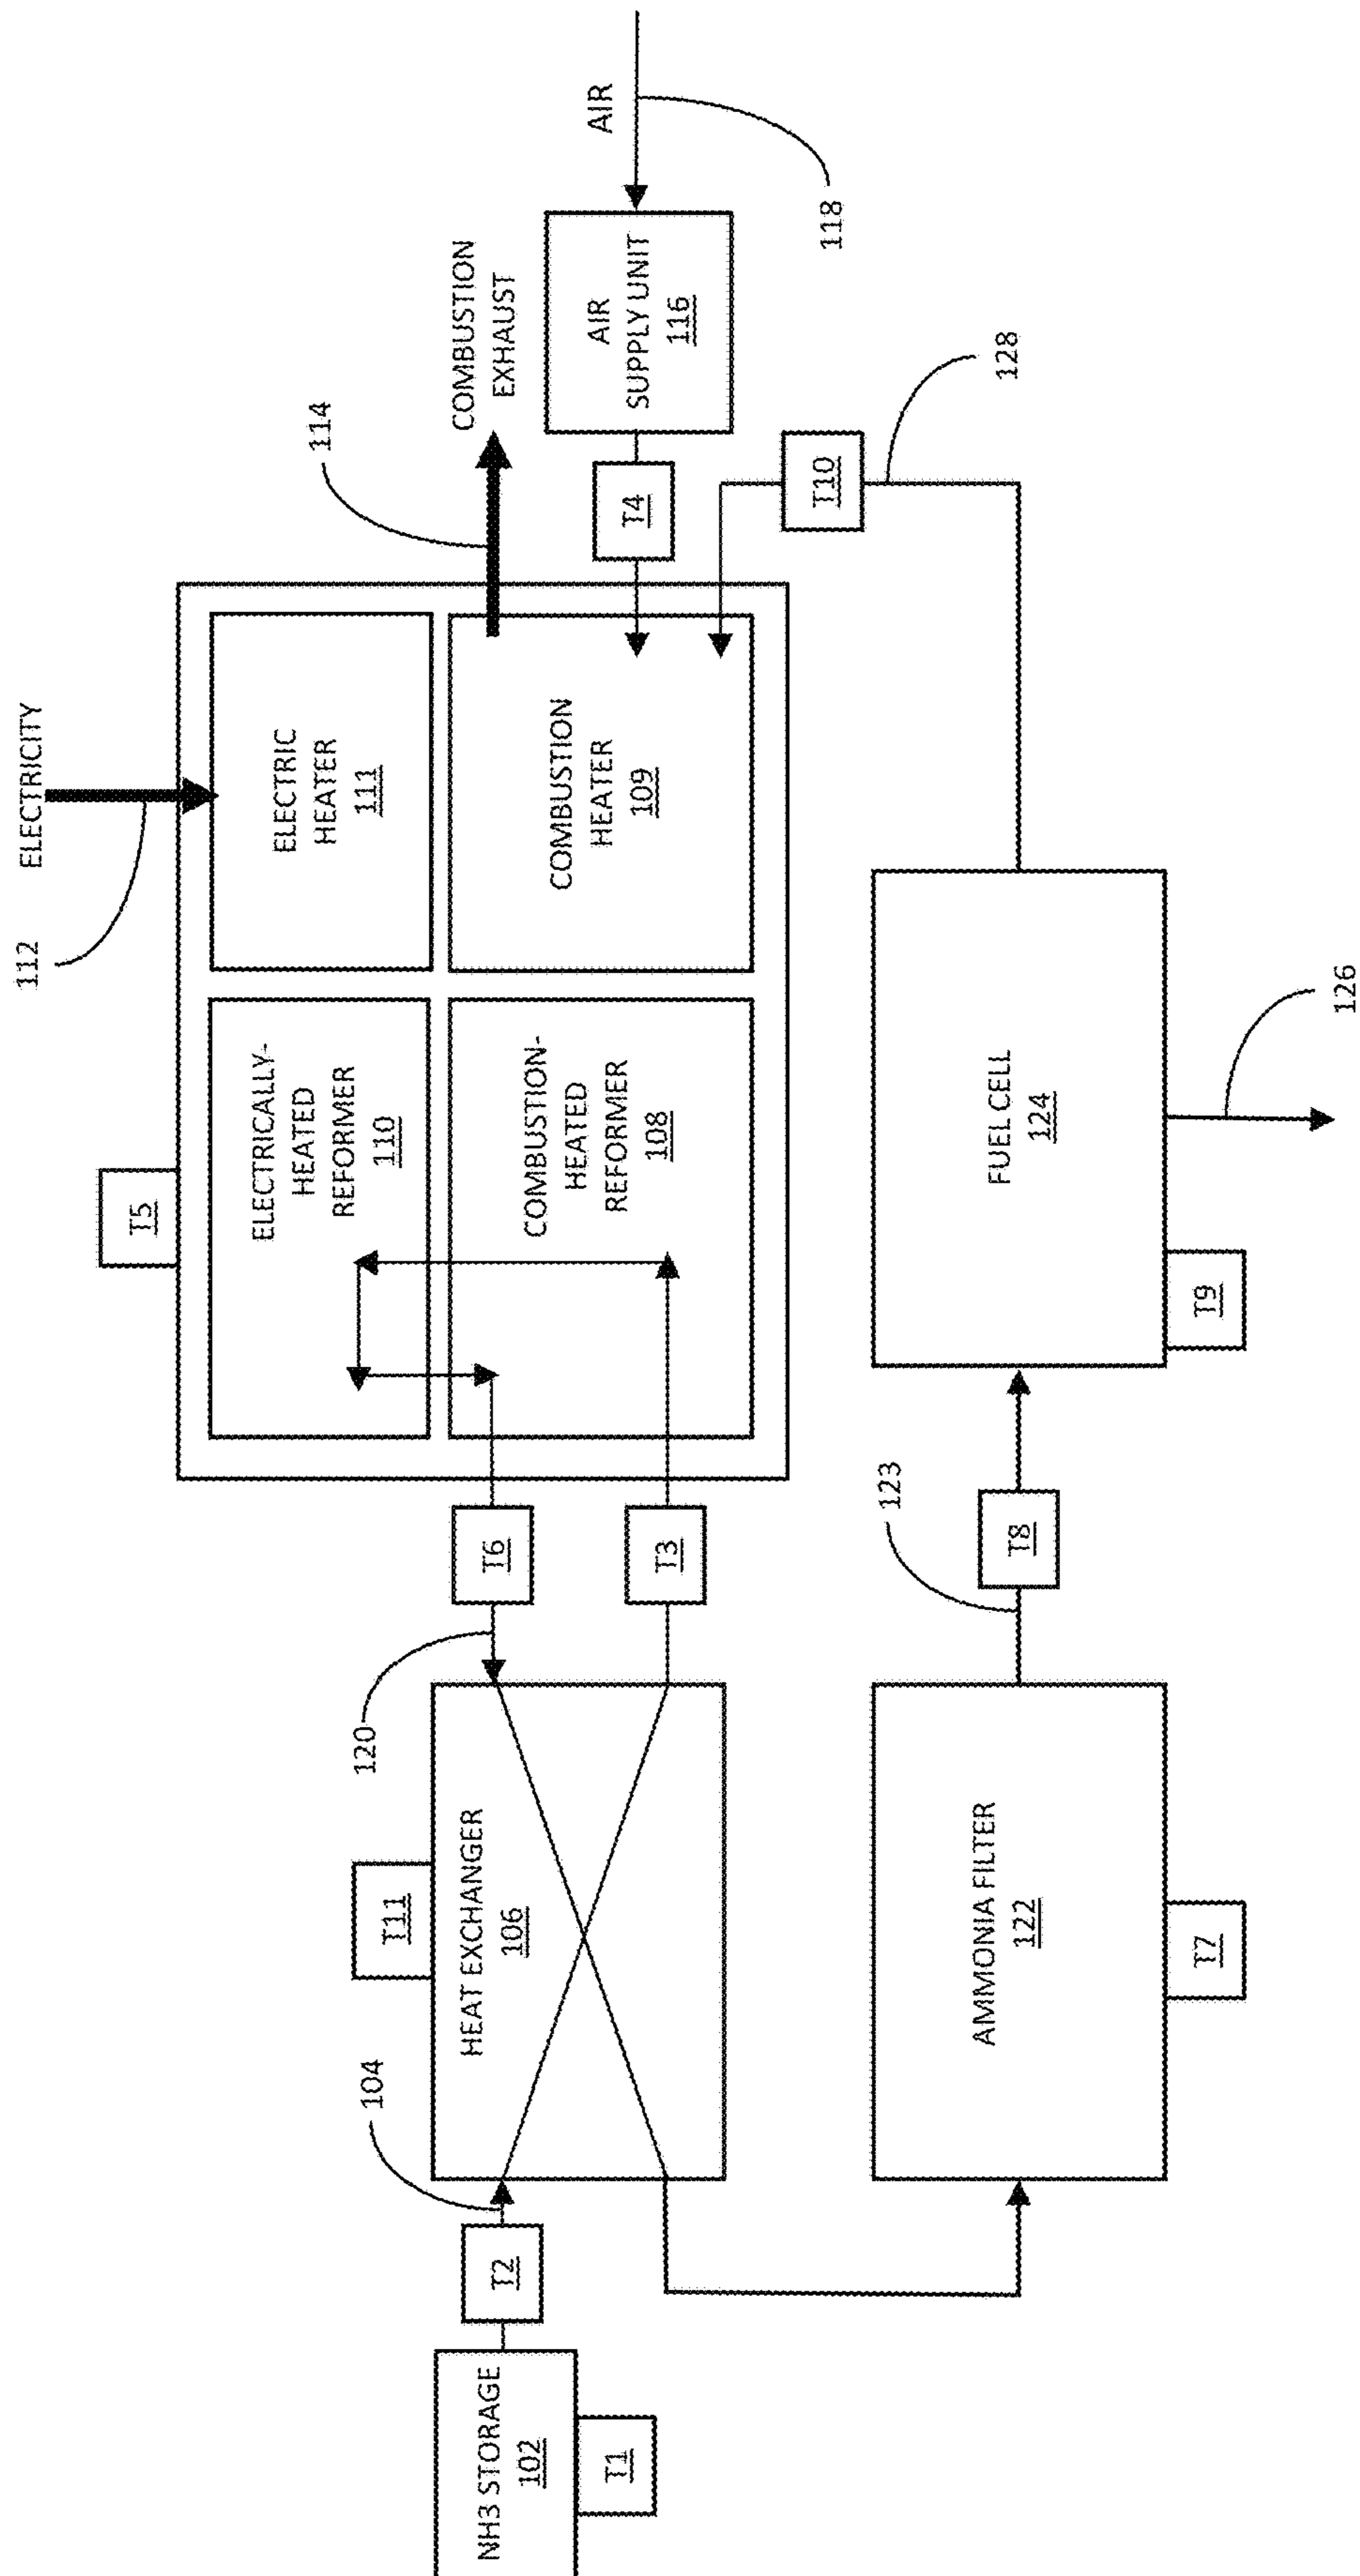 112
ELECTRICITY
T5
ELECTRICALLY-
HEATED
REFORMER
110
ELECTRIC
HEATER
111
114
COMBUSTION
EXHAUST
NH3 STORAGE
102
T1
T2
104
T11
HEAT EXCHANGER
106
120
T6
T3
COMBUSTION-
HEATED
REFORMER
108
COMBUSTION
HEATER
109
T4
AIR
SUPPLY UNIT
116
AIR
118
T10
128
AMMONIA FILTER
122
T7
123
T8
FUEL CELL
124
T9
126